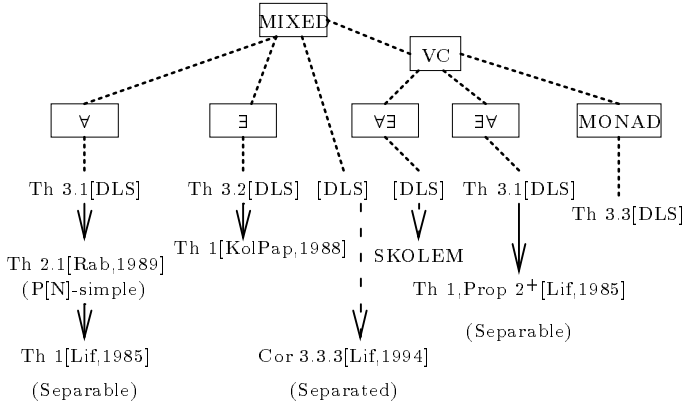 MIXED
VC
∀ ∃ ∀∃ ∃∀ MONAD
Th 3.1[DLS] Th 3.2[DLS] [DLS] [DLS] Th 3.1[DLS]
Th 3.3[DLS]
Th 1[KolPap,1988] SKOLEM
Th 2.1[Rab,1989]
(P[N]-simple) Th 1,Prop 2+[Lif,1985]
(Separable)
Th 1[Lif,1985] Cor 3.3.3[Lif,1994]
(Separable) (Separated)